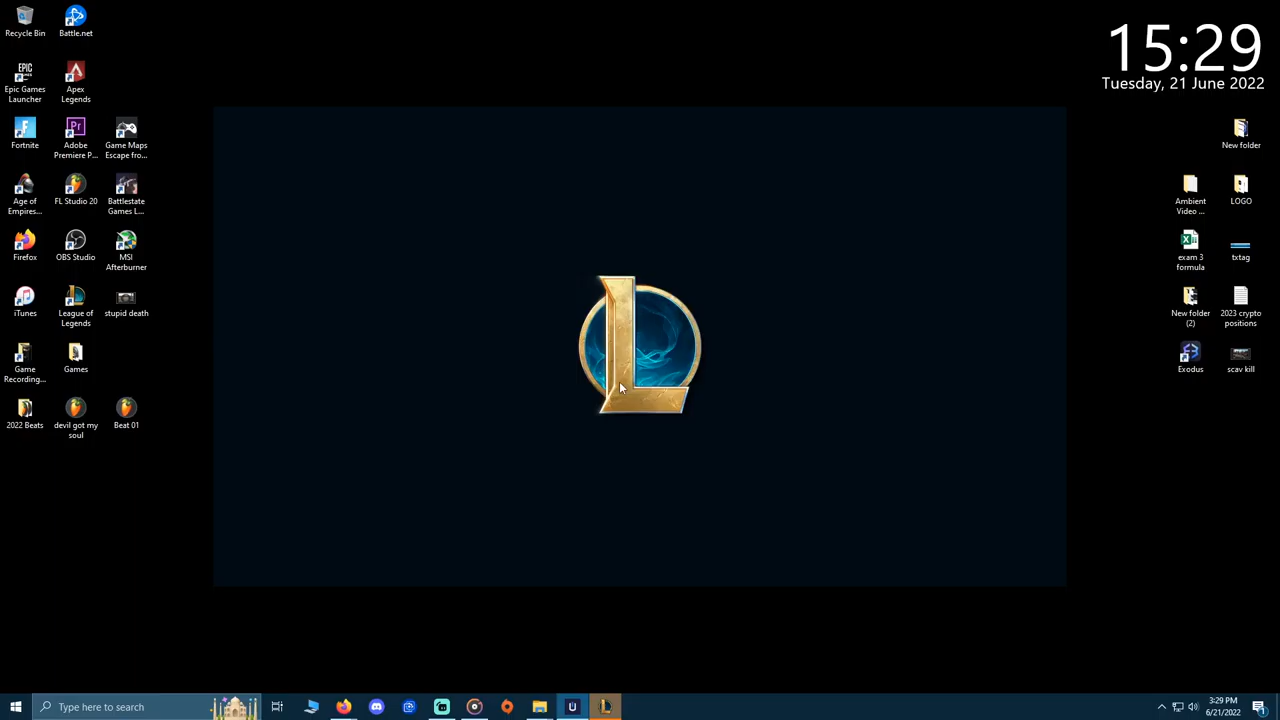 Recycle Bin
Battle.net
EPIC
GAMES
Epic Games
Launcher
Apex
Legends
Fortnite
Pr
Adobe
Premiere P...
Game Maps
Escape fro...
Age of
Empires...
FL Studio 20
Battlestate
Games L...
Firefox
OBS Studio
MSI
Afterburner
iTunes
League of
Legends
stupid death
Game
Recording...
Games
2022 Beats
devil got my
soul
Beat 01
15:29
Tuesday, 21 June 2022
New folder
Ambient
Video ...
LOGO
exam 3
formula
txtag
New folder
(2)
2023 crypto
positions
Exodus
scav kill
L
Type here to search
3:29 PM
6/21/2022